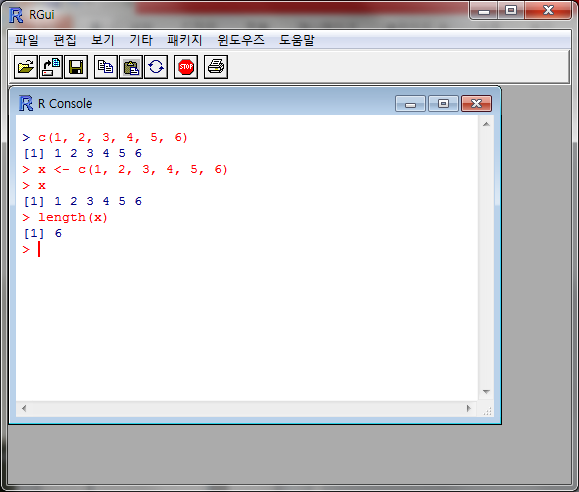 RGui
파일 편집 보기 기타 패키지 윈도우즈 도움말
STOP
R Console
> c(1, 2, 3, 4, 5, 6)
[1] 1 2 3 4 5 6
> x <- c(1, 2, 3, 4, 5, 6)
> x
[1] 1 2 3 4 5 6
> length(x)
[1] 6
>